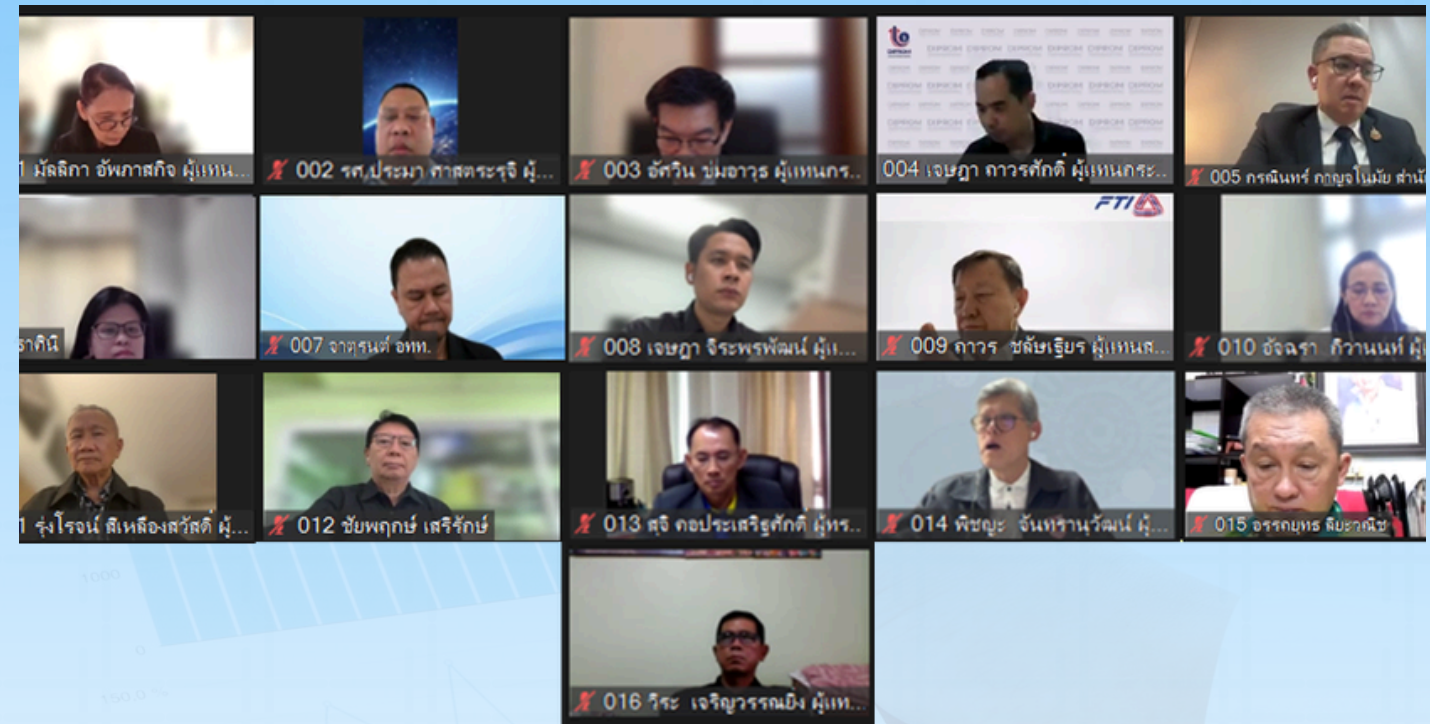 1 มัลลิกา อัพภาสกิจ ผู้แทน...
002 รศ.ประมา ศาสตระรุจิ ผู้...
003 อัศวิน ข่มอาวุธ ผู้แทนกร..
DIPROM
004 เจษฎา ถาวรศักดิ์ ผู้แทนกระ..
005 กรณินทร์ กาญจโนมัย สำนั
ราตินิ
007 จาตุรนต์ อทท.
008 เจษฎา จิระพรพัฒน์ ผู้แ...
FTI
009 ถาวร ชลัษเฐียร ผู้แทนส...
010 อัจฉรา กีวานนท์ ผู้
1 รุ่งโรจน์ สีเหลืองสวัสดิ์ ผู้...
012 ชัยพฤกษ์ เสรีรักษ์
013 สุจิ คอประเสริฐศักดิ์ ผู้ทร..
014 พิชญะ จันทรานุวัฒน์ ผู้...
015 อรรถยุทธ ลียะวณิช
1000
0
016 วิระ เจริญวรรณยิ่ง ผู้แท...